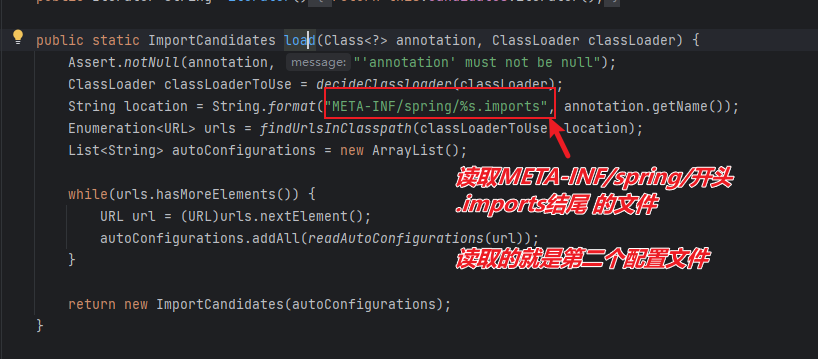 public static ImportCandidates load(Class<?> annotation, ClassLoader classLoader) {
Assert.notNull(annotation, message: "'annotation' must not be null");
ClassLoader classLoaderToUse = decideClassloader(classLoader);
String location = String.format("META-INF/spring/%s.imports", annotation.getName());
Enumeration<URL> urls = findUrlsInClasspath(classLoaderToUse, location);
List<String> autoConfigurations = new ArrayList();
while(urls.hasMoreElements()) {
URL url = (URL)urls.nextElement();
autoConfigurations.addAll(readAutoConfigurations(url));
}
return new ImportCandidates(autoConfigurations);
}
读取META-INF/spring/开头
.imports结尾 的文件
读取的就是第二个配置文件